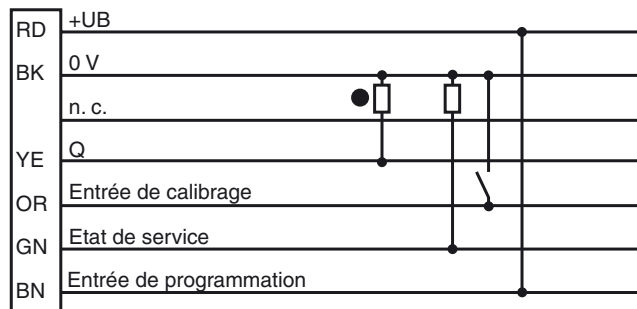 RD +UB
BK 0 V
n. c.
YE Q
OR Entrée de calibrage
GN Etat de service
BN Entrée de programmation